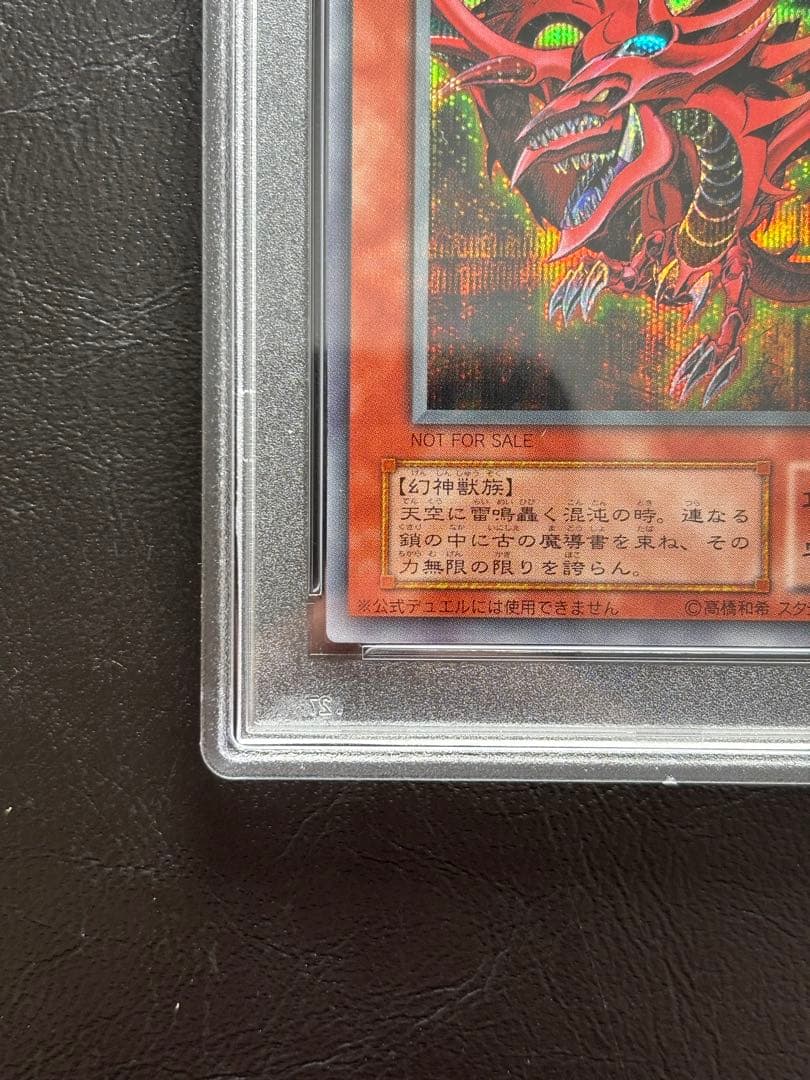 NOT FOR SALE
【幻神獣族】
天空に雷鳴轟く混沌の時。連なる
鎖の中に古の魔導書を束ね、その
力無限の限りを誇らん。
※公式デュエルには使用できません
©高橋和希 スタ
27